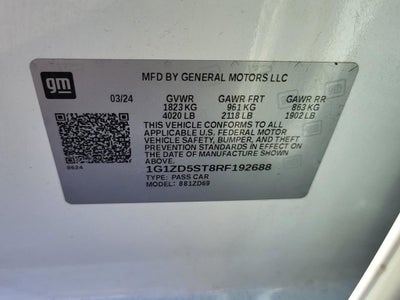 gm
MFD BY GENERAL MOTORS LLC
03/24 GVWR GAWR FRT GAWR RR
1823 KG 961 KG 863 KG
4020 LB 2118 LB 1902 LB
THIS VEHICLE CONFORMS TO ALL
APPLICABLE U.S. FEDERAL MOTOR
VEHICLE SAFETY, BUMPER, AND THEFT
PREVENTION STANDARDS IN EFFECT ON
THE DATE OF MANUFACTURE SHOWN
ABOVE.
8624
1G1ZD5ST8RF192688
TYPE: PASS CAR
MODEL: 881ZD69